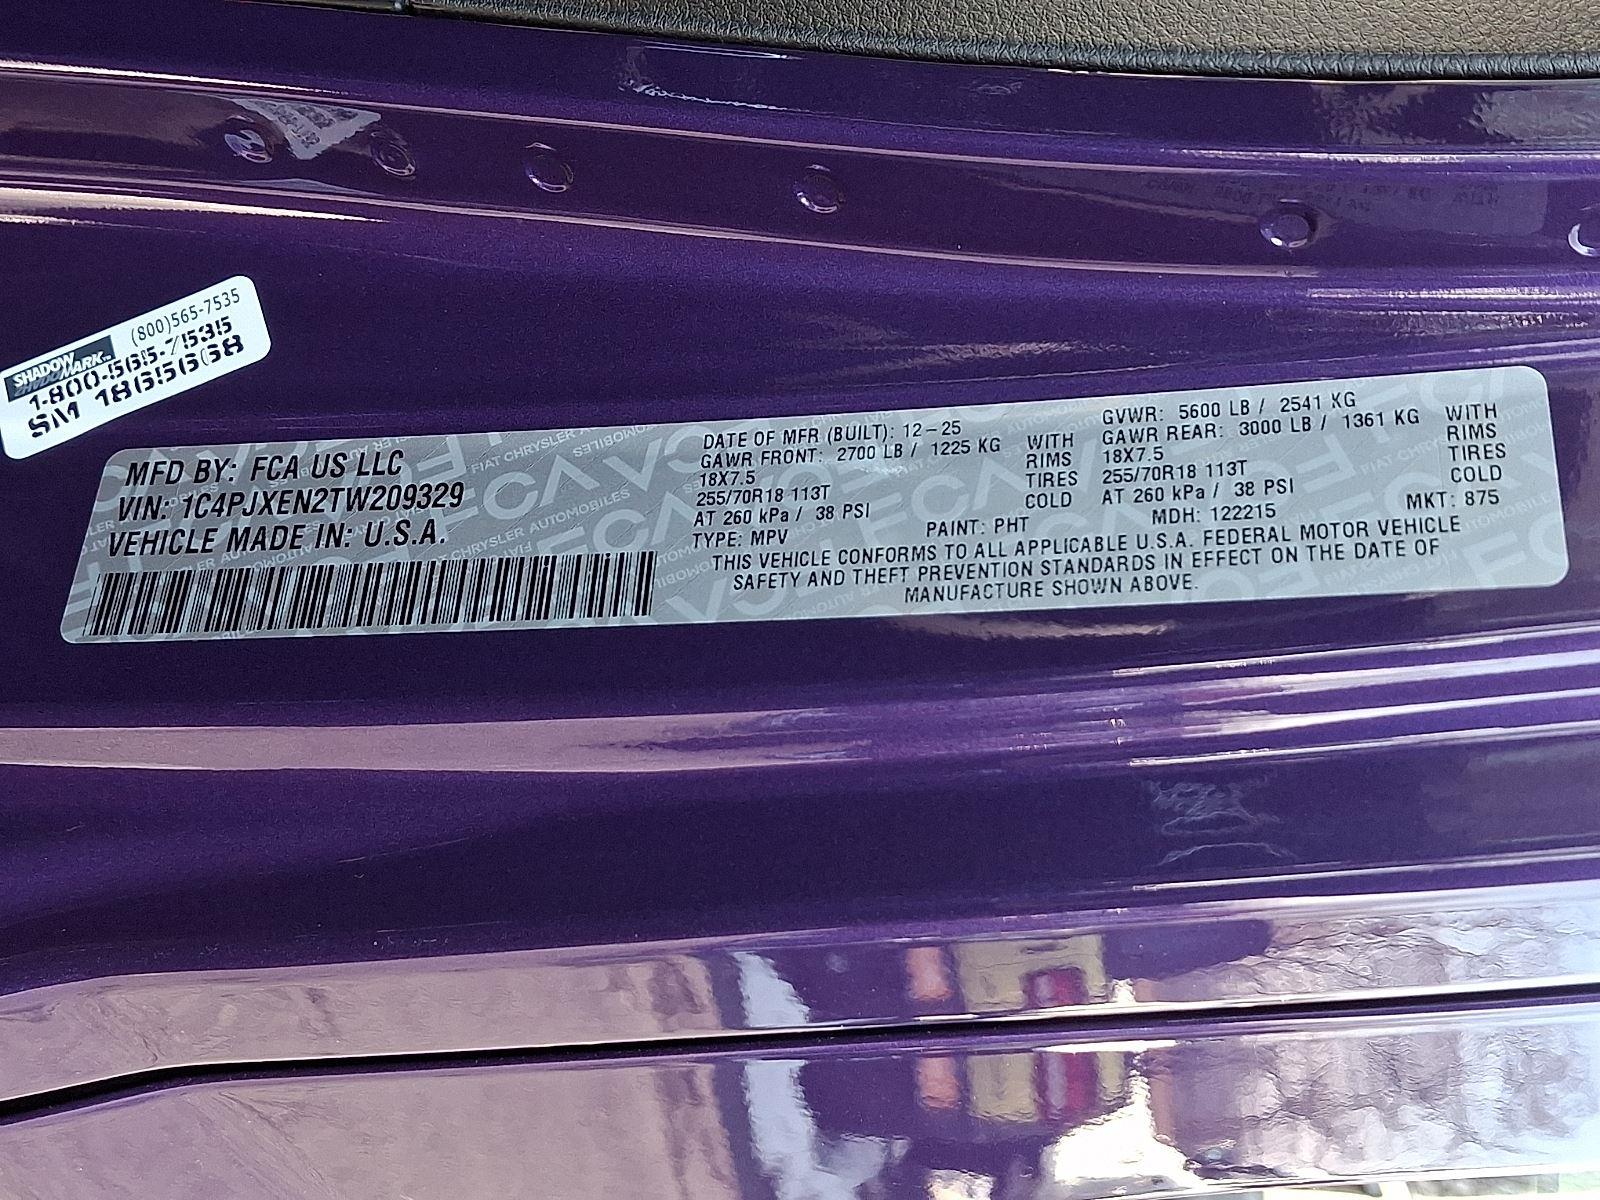 SHADOW MARK™ (800)565-7535
1-800-565-7535
SM 18656638
MFD BY: FCA US LLC
VIN: 1C4PJXEN2TW209329
VEHICLE MADE IN: U.S.A.
DATE OF MFR (BUILT): 12-25
GAWR FRONT: 2700 LB / 1225 KG WITH
18X7.5 RIMS
255/70R18 113T TIRES
AT 260 kPa / 38 PSI COLD
GVWR: 5600 LB / 2541 KG
GAWR REAR: 3000 LB / 1361 KG WITH
18X7.5 RIMS
255/70R18 113T TIRES
AT 260 kPa / 38 PSI COLD
TYPE: MPV PAINT: PHT MDH: 122215 MKT: 875
THIS VEHICLE CONFORMS TO ALL APPLICABLE U.S.A. FEDERAL MOTOR VEHICLE
SAFETY AND THEFT PREVENTION STANDARDS IN EFFECT ON THE DATE OF
MANUFACTURE SHOWN ABOVE.